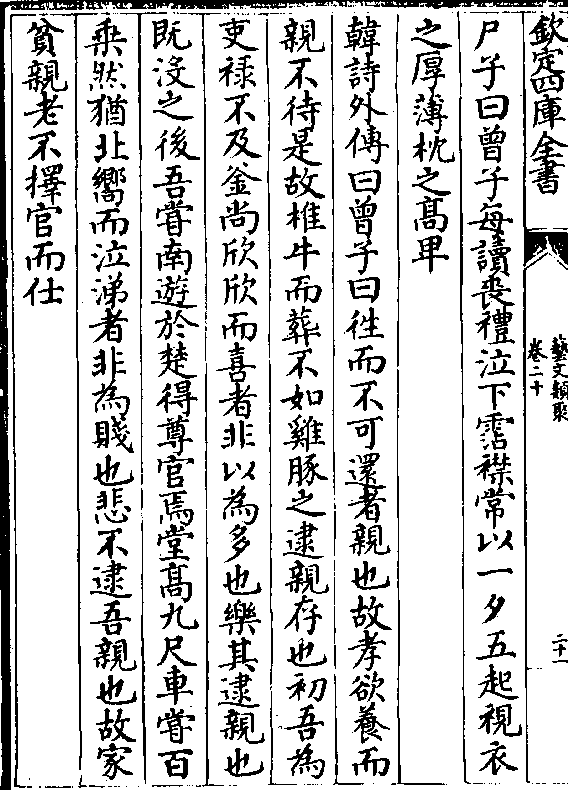 欽定四庫全書
藝文類聚
卷二十
二十一
尸子曰曾子每讀喪禮泣下霑襟常以一夕五起視衣
之厚薄枕之髙卑
韓詩外傳曰曾子曰徃而不可還者親也故孝欲養而
親不待是故椎牛而葬不如雞豚之逮親存也初吾為
吏禄不及釜尚欣欣而喜者非以為多也樂其逮親也
既没之後吾嘗南遊於楚得尊官焉堂髙九尺車嘗百
乘然猶北嚮而泣涕者非為賤也悲不逮吾親也故家
貧親老不擇官而仕